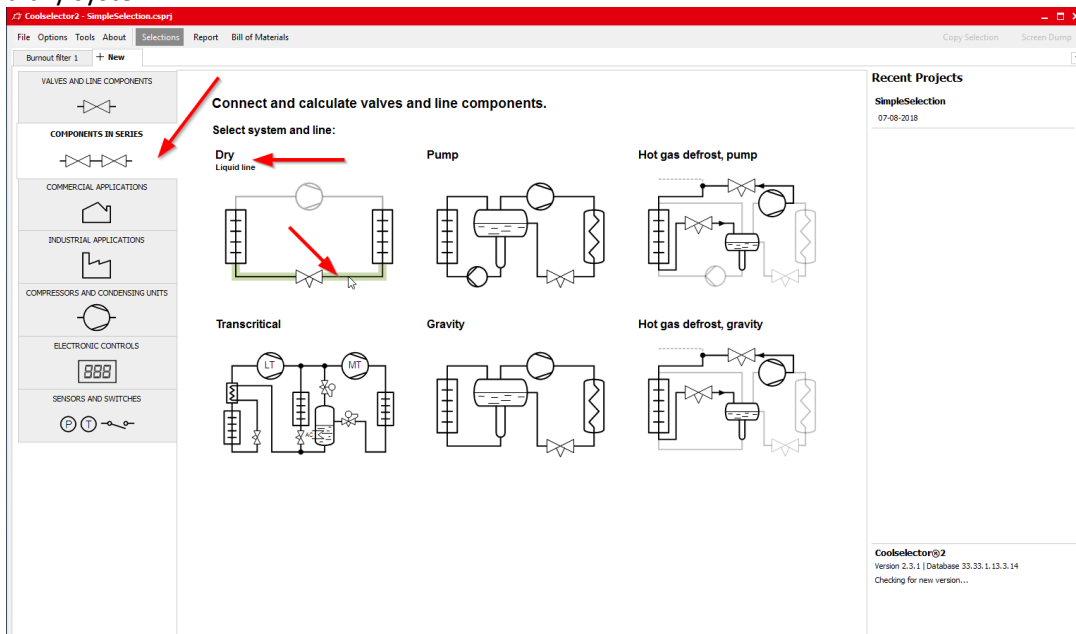 Coolselector2 - SimpleSelection.csprj
File Options Tools About Selections Report Bill of Materials Copy Selection Screen Dump
Burnout filter 1 + New
VALVES AND LINE COMPONENTS
COMPONENTS IN SERIES
COMMERCIAL APPLICATIONS
INDUSTRIAL APPLICATIONS
COMPRESSORS AND CONDENSING UNITS
ELECTRONIC CONTROLS
888
SENSORS AND SWITCHES
P T
Connect and calculate valves and line components.
Select system and line:
Dry
Liquid line
Pump
Hot gas defrost, pump
Transcritical
LT MT
AC
Gravity
Hot gas defrost, gravity
Recent Projects
SimpleSelection
07-08-2018
Coolselector®2
Version 2.3.1 | Database 33.33.1.13.3.14
Checking for new version...